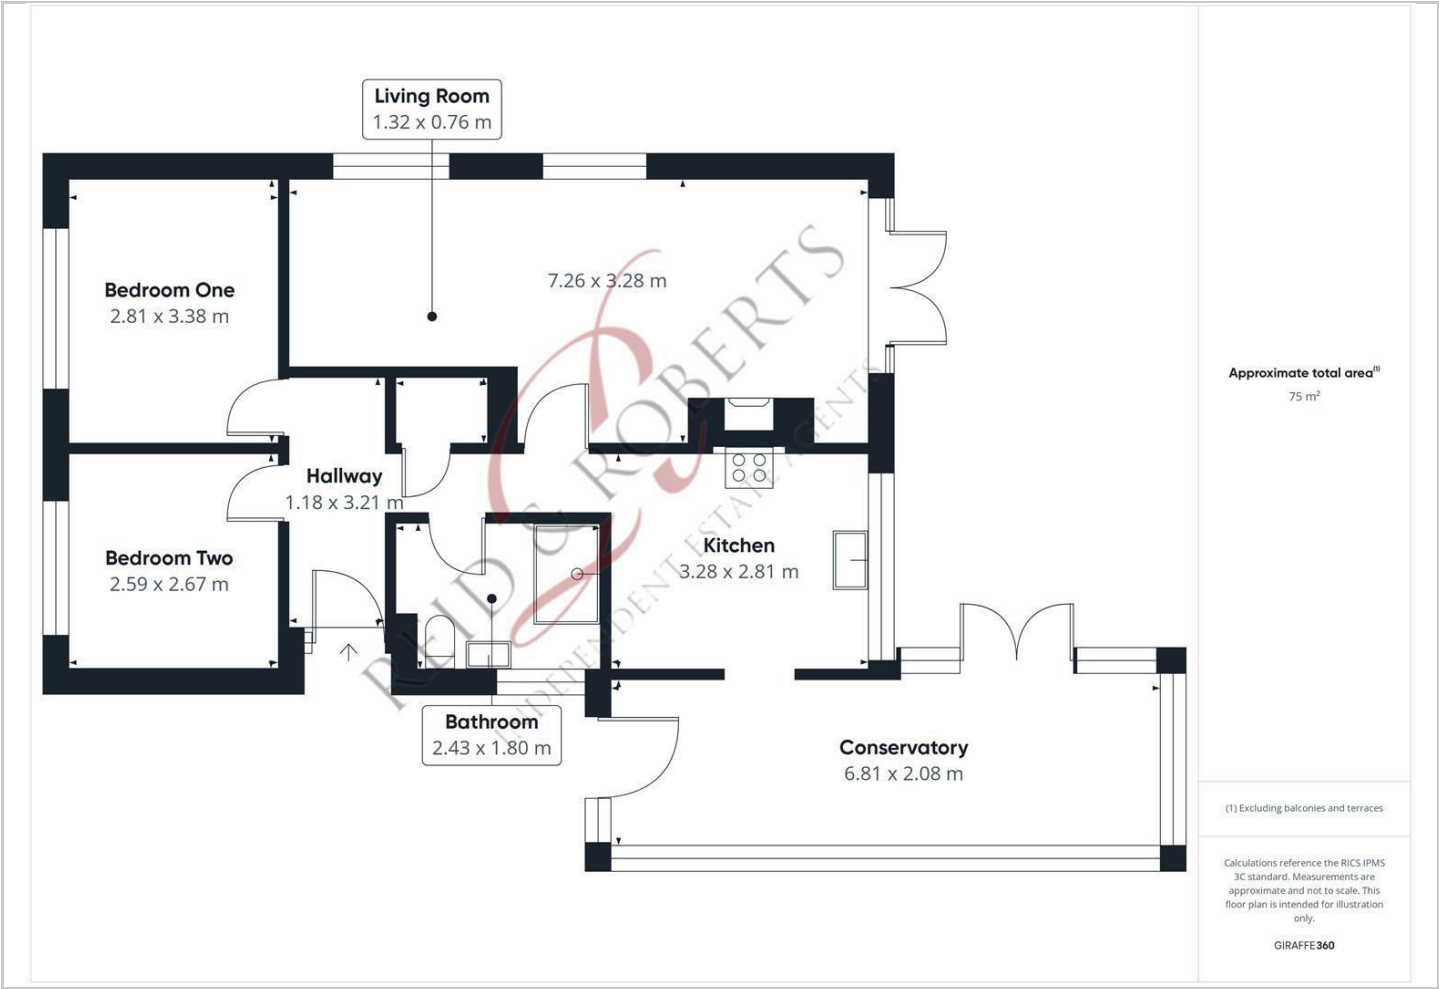 Living Room
1.32 x 0.76 m
7.26 x 3.28 m
Bedroom One
2.81 x 3.38 m
Hallway
1.18 x 3.21 m
Bedroom Two
2.59 x 2.67 m
Kitchen
3.28 x 2.81 m
Bathroom
2.43 x 1.80 m
Conservatory
6.81 x 2.08 m
REID & ROBERTS
INDEPENDENT ESTATE AGENTS
Approximate total area(1)
75 m²
(1) Excluding balconies and terraces
Calculations reference the RICS IPMS
3C standard. Measurements are
approximate and not to scale. This
floor plan is intended for illustration
only.
GIRAFFE360